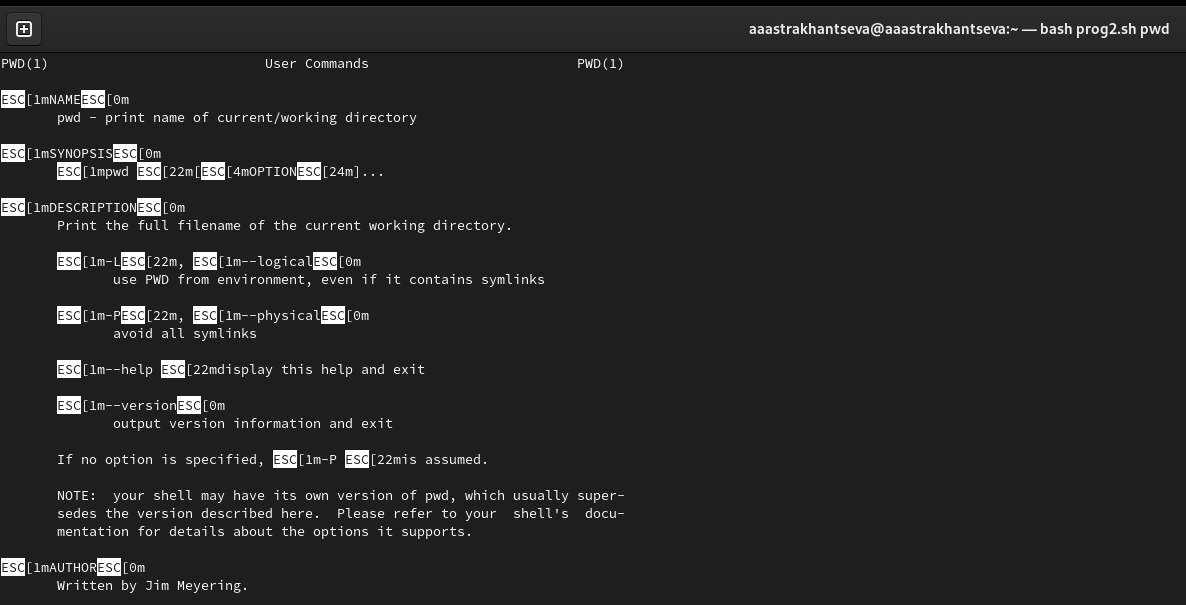 aaastrakhantseva@aaastrakhantseva:~ — bash prog2.sh pwd
PWD(1) User Commands PWD(1)
ESC[1mNAMEESC[0m
pwd - print name of current/working directory
ESC[1mSYNOPSISESC[0m
ESC[1mpwd ESC[22m[ESC[4mOPTIONESC[24m]...
ESC[1mDESCRIPTIONESC[0m
Print the full filename of the current working directory.
ESC[1m-LESC[22m, ESC[1m--logicalESC[0m
use PWD from environment, even if it contains symlinks
ESC[1m-PESC[22m, ESC[1m--physicalESC[0m
avoid all symlinks
ESC[1m--help ESC[22mdisplay this help and exit
ESC[1m--versionESC[0m
output version information and exit
If no option is specified, ESC[1m-P ESC[22mis assumed.
NOTE:  your shell may have its own version of pwd, which usually super-
sedes the version described here.  Please refer to your  shell's  docu-
mentation for details about the options it supports.
ESC[1mAUTHORESC[0m
Written by Jim Meyering.